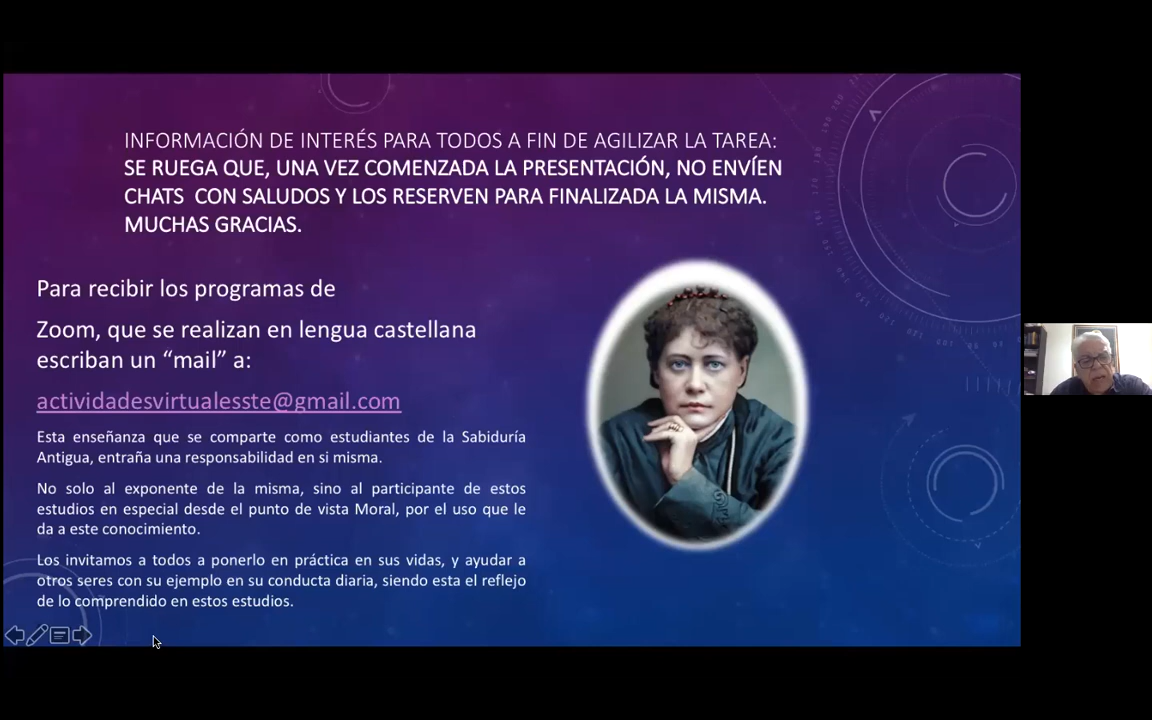 INFORMACIÓN DE INTERÉS PARA TODOS A FIN DE AGILIZAR LA TAREA:
SE RUEGA QUE, UNA VEZ COMENZADA LA PRESENTACIÓN, NO ENVÍEN
CHATS CON SALUDOS Y LOS RESERVEN PARA FINALIZADA LA MISMA.
MUCHAS GRACIAS.
Para recibir los programas de
Zoom, que se realizan en lengua castellana
escriban un “mail” a:
actividadesvirtualesste@gmail.com
Esta enseñanza que se comparte como estudiantes de la Sabiduría
Antigua, entraña una responsabilidad en si misma.
No solo al exponente de la misma, sino al participante de estos
estudios en especial desde el punto de vista Moral, por el uso que le
da a este conocimiento.
Los invitamos a todos a ponerlo en práctica en sus vidas, y ayudar a
otros seres con su ejemplo en su conducta diaria, siendo esta el reflejo
de lo comprendido en estos estudios.